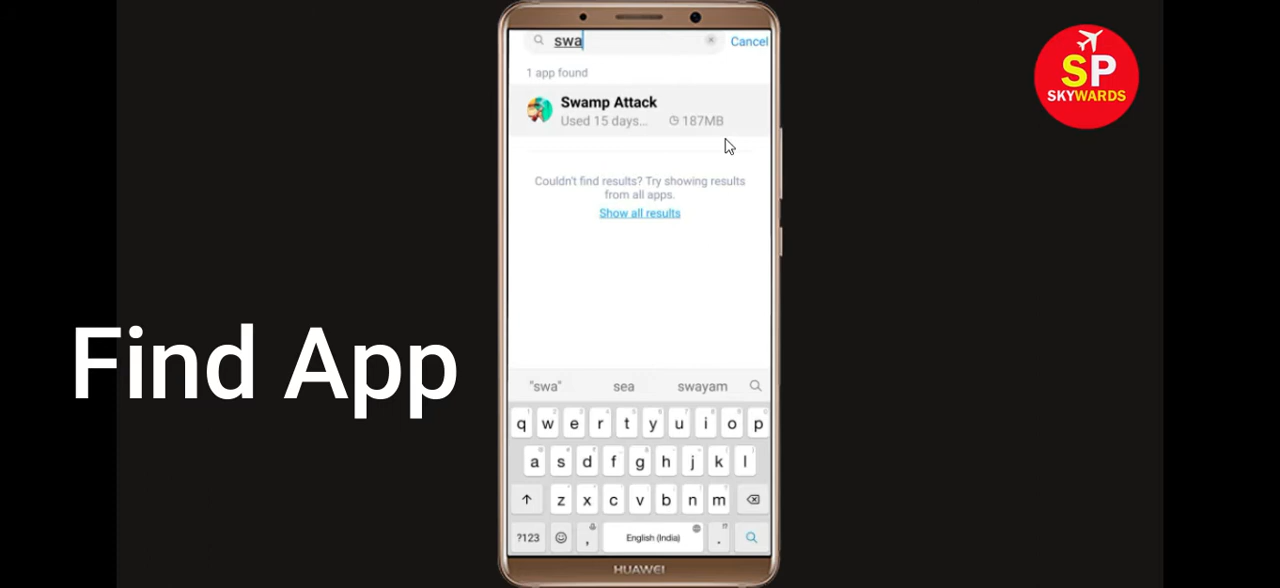 swa
Cancel
1 app found
Swamp Attack
Used 15 days... 187MB
Couldn't find results? Try showing results
from all apps.
Show all results
SP
SKYWARDS
Find App
"swa" sea swayam
q w e r t y u i o p
a s d f g h j k l
z x c v b n m
?123 , English (India) .
HUAWEI